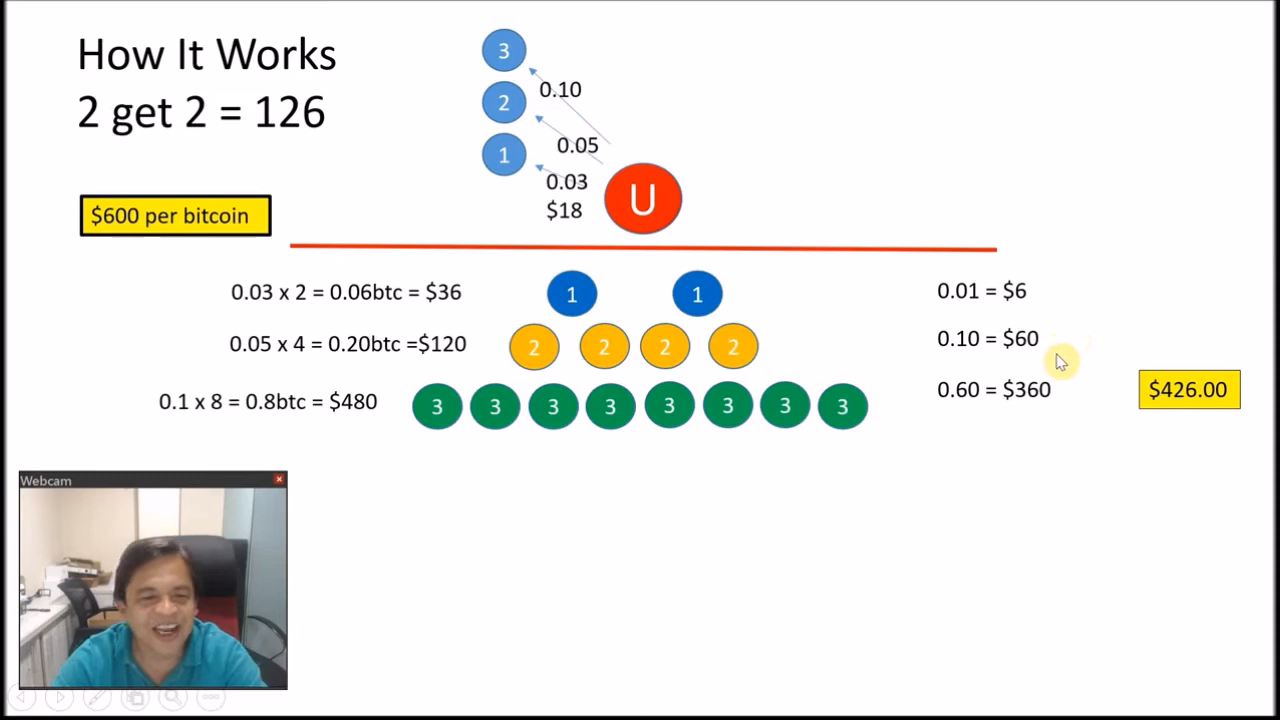 How It Works
2 get 2 = 126
$600 per bitcoin
3
2
1
0.10
0.05
0.03
$18
U
0.03 x 2 = 0.06btc = $36
1 1
0.01 = $6
0.05 x 4 = 0.20btc =$120
2 2 2 2
0.10 = $60
0.1 x 8 = 0.8btc = $480
3 3 3 3 3 3 3 3
0.60 = $360
$426.00
Webcam